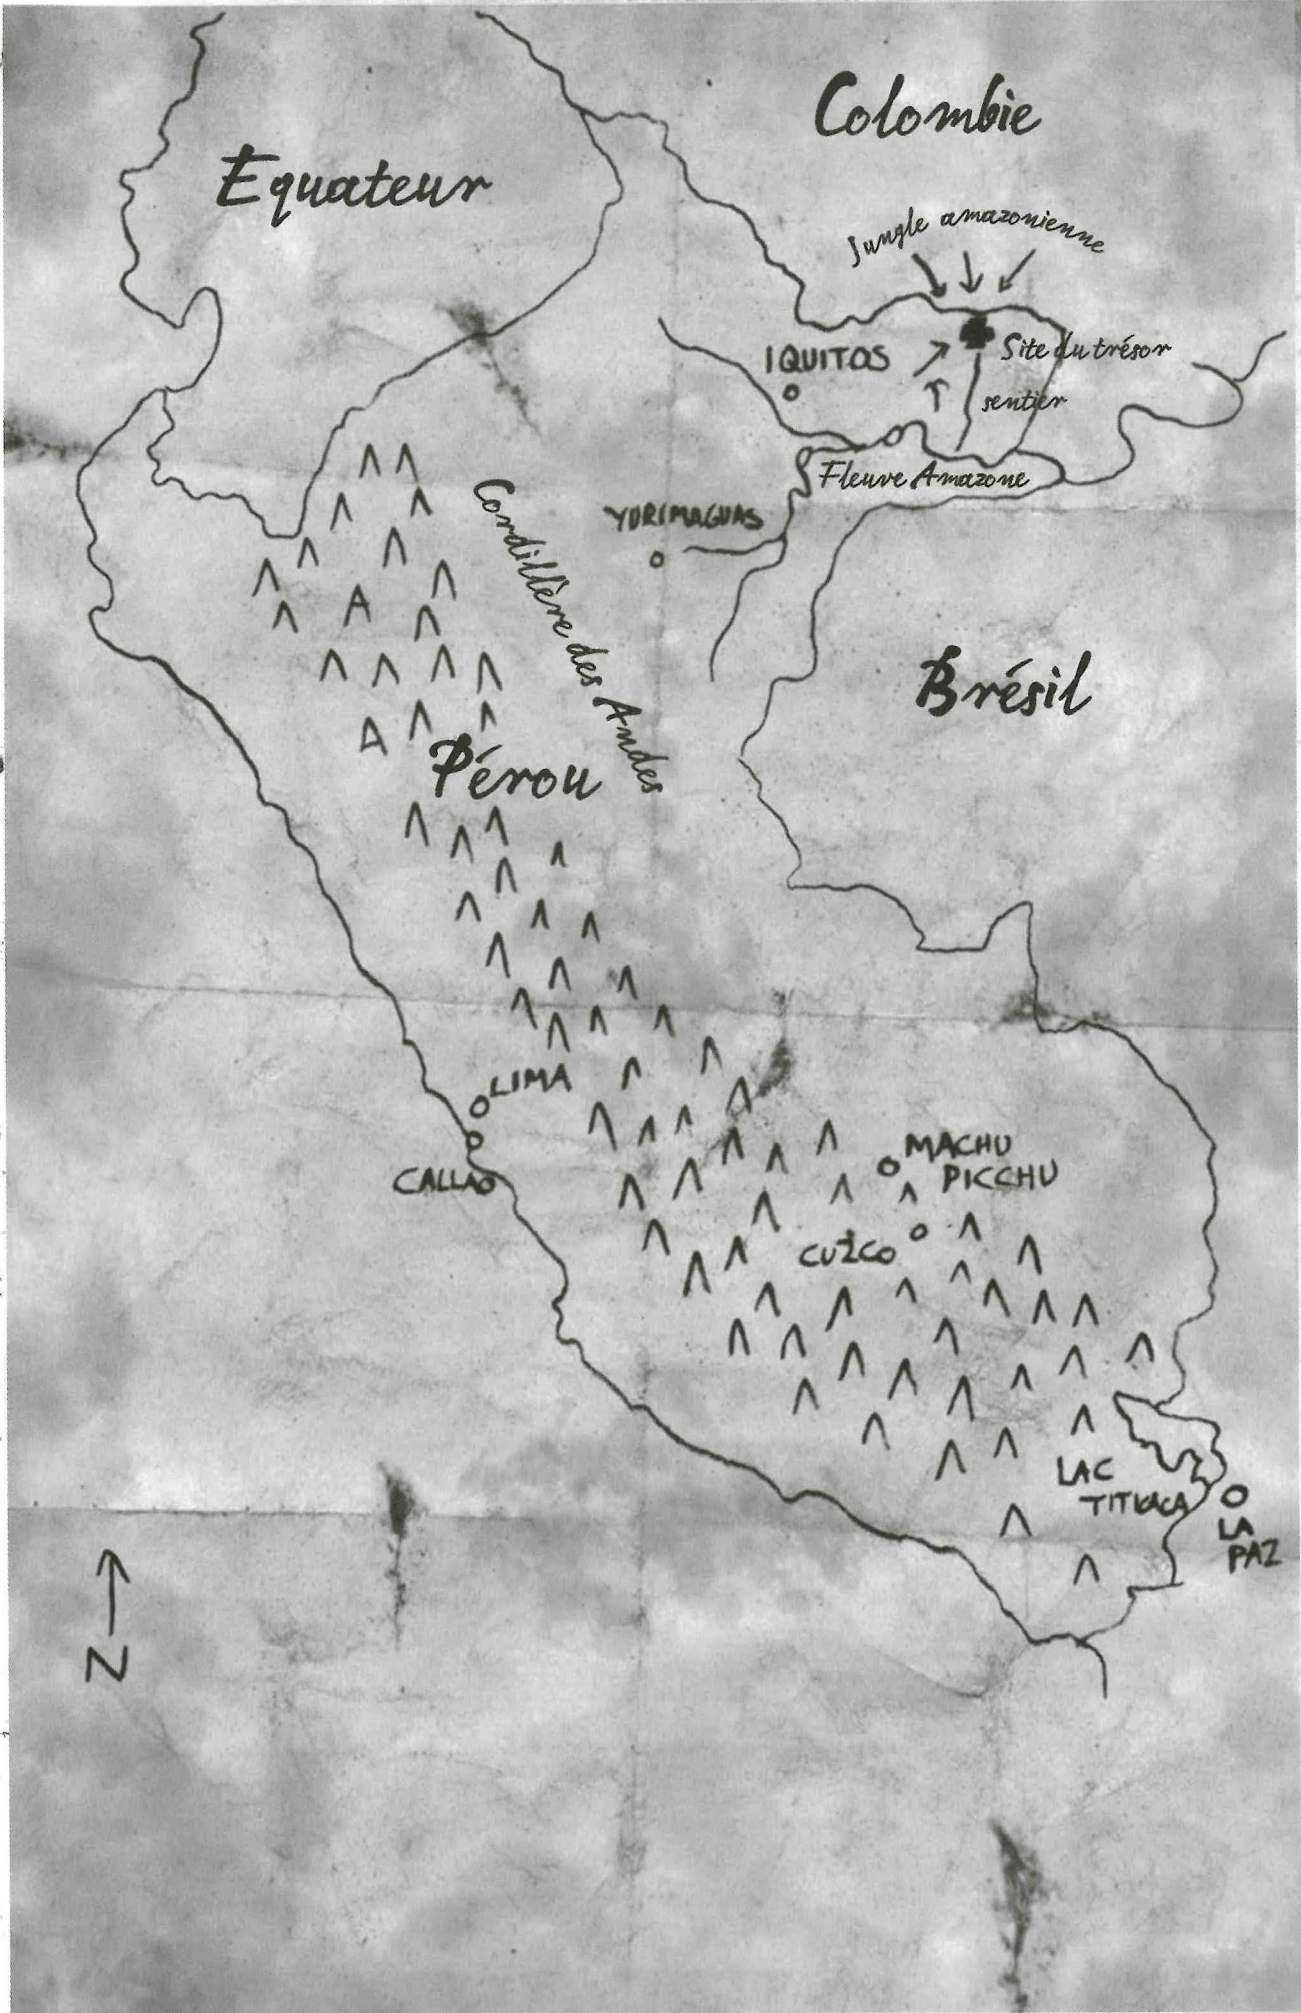 Colombie
Equateur
Jungle amazonienne
IQUITOS
Site du trésor
sentier
Fleuve Amazone
YURIMAGUAS
Cordillère des Andes
Brésil
Pérou
LIMA
CALLAO
MACHU
PICCHU
CUZCO
LAC
TITICACA
LA
PAZ
N